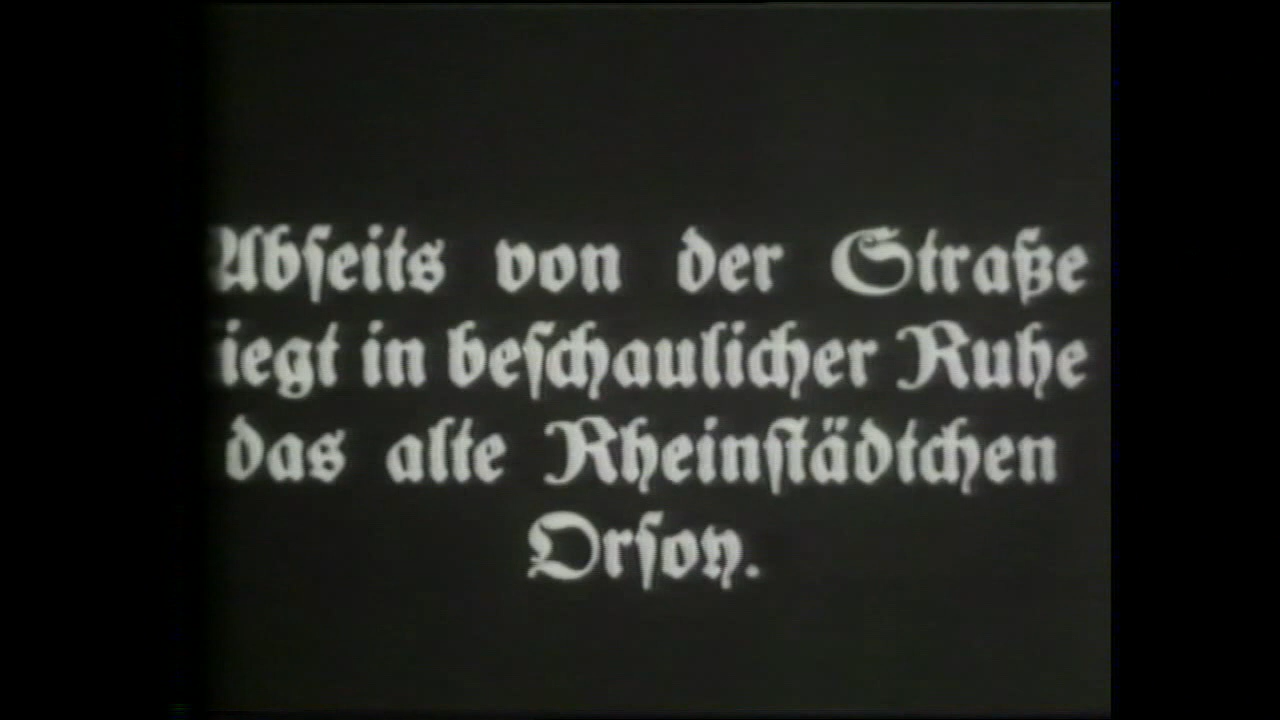 Abseits von der Straße
iegt in beschaulicher Ruhe
das alte Rheinstädtchen
Orsoy.